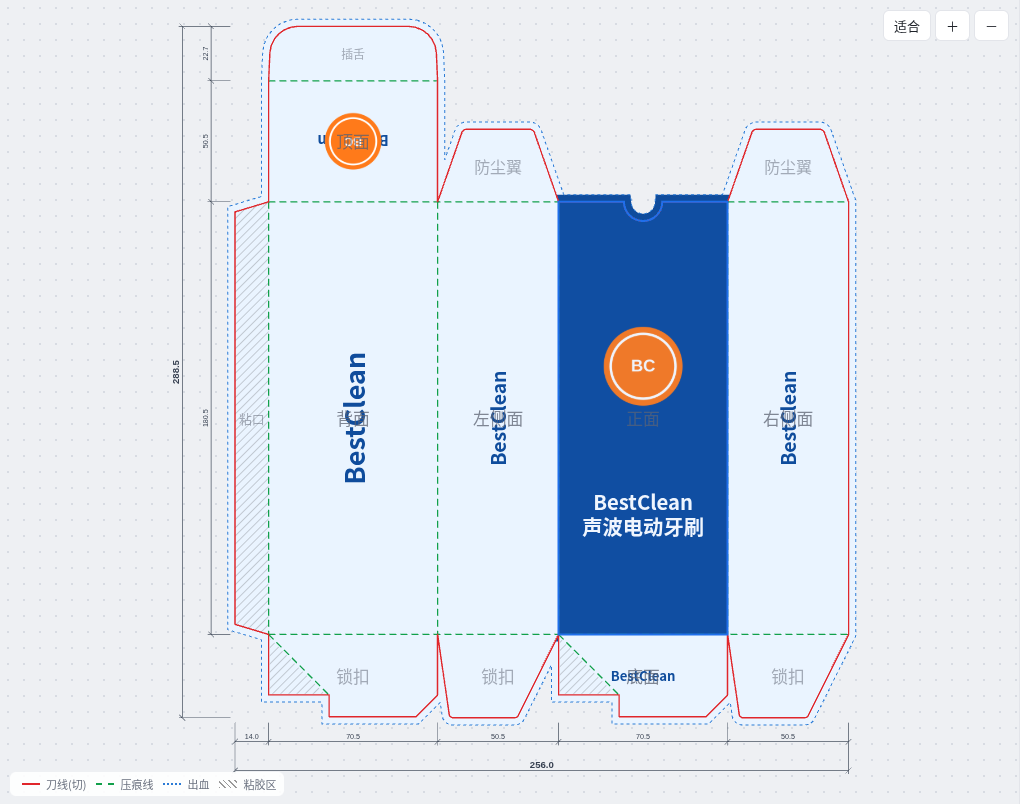 适合
+
−
插舌
22.7
顶面
50.5
防尘翼
防尘翼
288.5
180.5
粘口
BestClean
背面
BestClean
左侧面
BC
正面
BestClean
声波电动牙刷
BestClean
右侧面
锁扣
锁扣
BestClean
底面
锁扣
14.0
70.5
50.5
70.5
50.5
256.0
刀线(切)
压痕线
出血
粘胶区